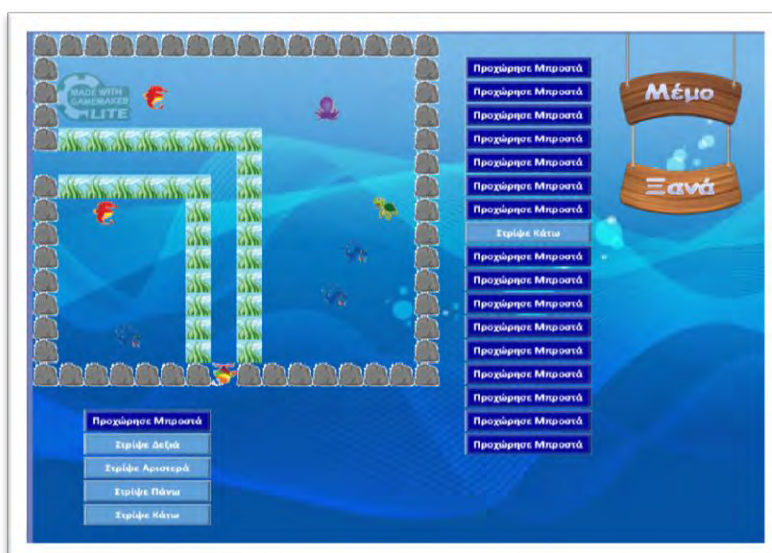 MADE WITH
GAMEMAKER
LITE
Προχώρησε Μπροστά
Προχώρησε Μπροστά
Προχώρησε Μπροστά
Προχώρησε Μπροστά
Προχώρησε Μπροστά
Προχώρησε Μπροστά
Προχώρησε Μπροστά
Στρίψε Κάτω
Προχώρησε Μπροστά
Προχώρησε Μπροστά
Προχώρησε Μπροστά
Προχώρησε Μπροστά
Προχώρησε Μπροστά
Προχώρησε Μπροστά
Προχώρησε Μπροστά
Προχώρησε Μπροστά
Προχώρησε Μπροστά
Μέμο
Ξανά
Προχώρησε Μπροστά
Στρίψε Δεξιά
Στρίψε Αριστερά
Στρίψε Πάνω
Στρίψε Κάτω